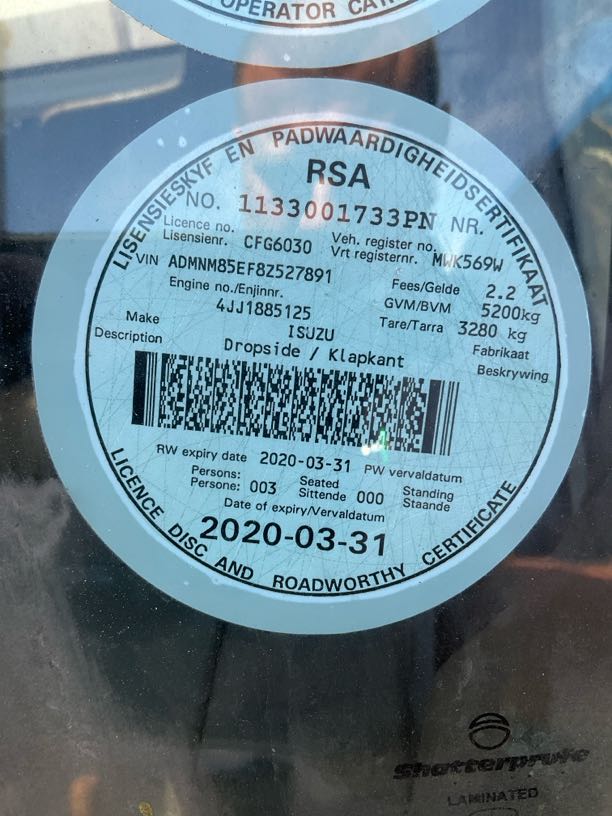 OPERATOR
LISENSIESKYF EN PADWAARDIGHEIDSERTIFIKAAT
RSA
NO. 1133001733PN NR.
Licence no. Veh. register no.
Lisensienr. CFG6030 Vrt registernr. MWK569W
VIN ADMNM85EF8Z527891 Fees/Gelde 2.2
Engine no./Enjinnr. GVM/BVM 5200kg
4JJ1885125 Tare/Tarra 3280 kg
Make ISUZU Fabrikaat
Description Dropside / Klapkant Beskrywing
RW expiry date 2020-03-31 PW vervaldatum
Persons: Seated Standing
Persone: 003 Sittende 000 Staande
Date of expiry/Vervaldatum
2020-03-31
LICENCE DISC AND ROADWORTHY CERTIFICATE
Shatterprufe
LAMINATED